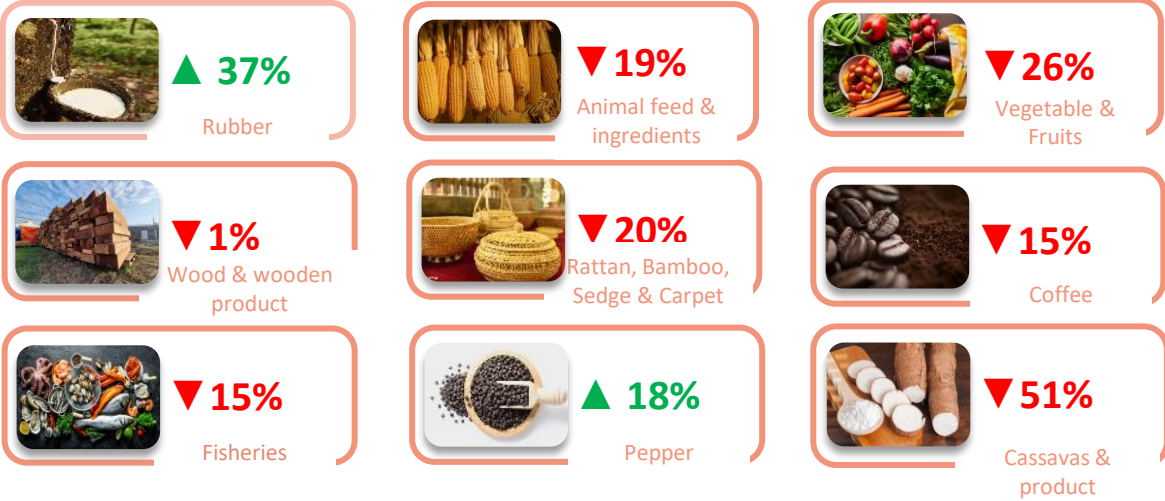 ▲ 37%
Rubber
▼ 19%
Animal feed &
ingredients
▼ 26%
Vegetable &
Fruits
▼ 1%
Wood & wooden
product
▼ 20%
Rattan, Bamboo,
Sedge & Carpet
▼ 15%
Coffee
▼ 15%
Fisheries
▲ 18%
Pepper
▼ 51%
Cassavas &
product